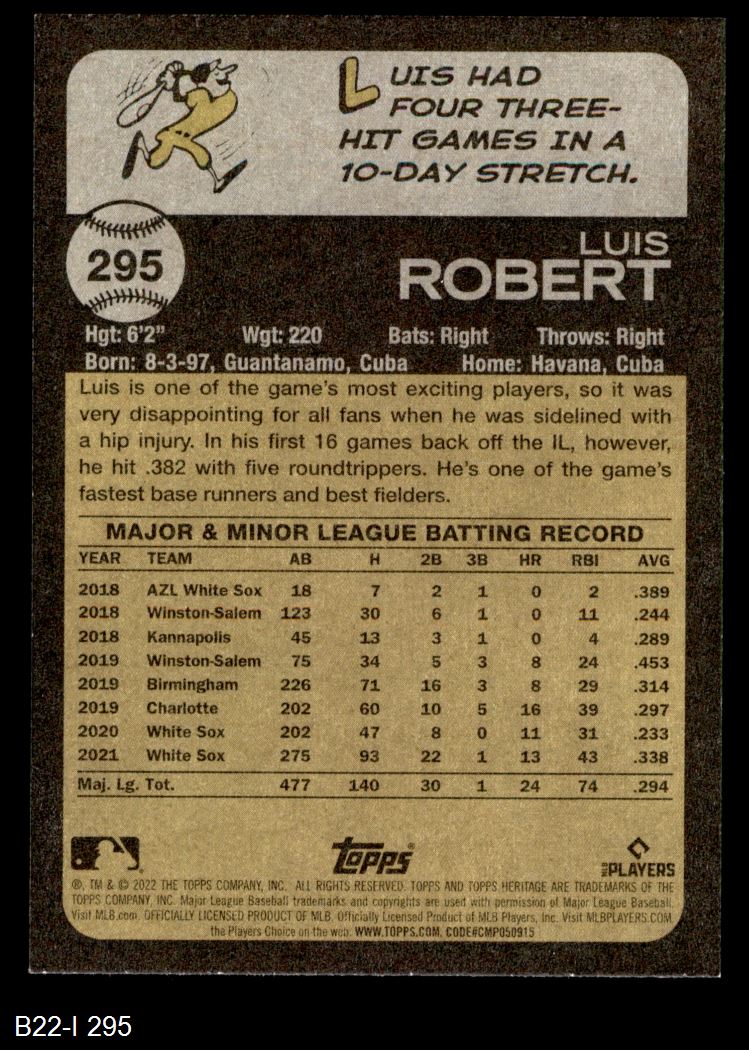 LUIS HAD
FOUR THREE-
HIT GAMES IN A
10-DAY STRETCH.
295
LUIS
ROBERT
Hgt: 6'2" Wgt: 220 Bats: Right Throws: Right
Born: 8-3-97, Guantanamo, Cuba Home: Havana, Cuba
Luis is one of the game's most exciting players, so it was
very disappointing for all fans when he was sidelined with
a hip injury. In his first 16 games back off the IL, however,
he hit .382 with five roundtrippers. He's one of the game's
fastest base runners and best fielders.
MAJOR & MINOR LEAGUE BATTING RECORD
YEAR TEAM AB H 2B 3B HR RBI AVG
2018 AZL White Sox 18 7 2 1 0 2 .389
2018 Winston-Salem 123 30 6 1 0 11 .244
2018 Kannapolis 45 13 3 1 0 4 .289
2019 Winston-Salem 75 34 5 3 8 24 .453
2019 Birmingham 226 71 16 3 8 29 .314
2019 Charlotte 202 60 10 5 16 39 .297
2020 White Sox 202 47 8 0 11 31 .233
2021 White Sox 275 93 22 1 13 43 .338
Maj. Lg. Tot. 477 140 30 1 24 74 .294
Topps® MLB PLAYERS
®, TM & © 2022 THE TOPPS COMPANY, INC. ALL RIGHTS RESERVED. TOPPS AND TOPPS HERITAGE ARE TRADEMARKS OF THE
TOPPS COMPANY, INC. Major League Baseball trademarks and copyrights are used with permission of Major League Baseball.
Visit MLB.com. OFFICIALLY LICENSED PRODUCT OF MLB. Officially Licensed Product of MLB Players, Inc. Visit MLBPLAYERS.COM
the Players Choice on the web. WWW.TOPPS.COM. CODE#CMP050915
B22-I 295